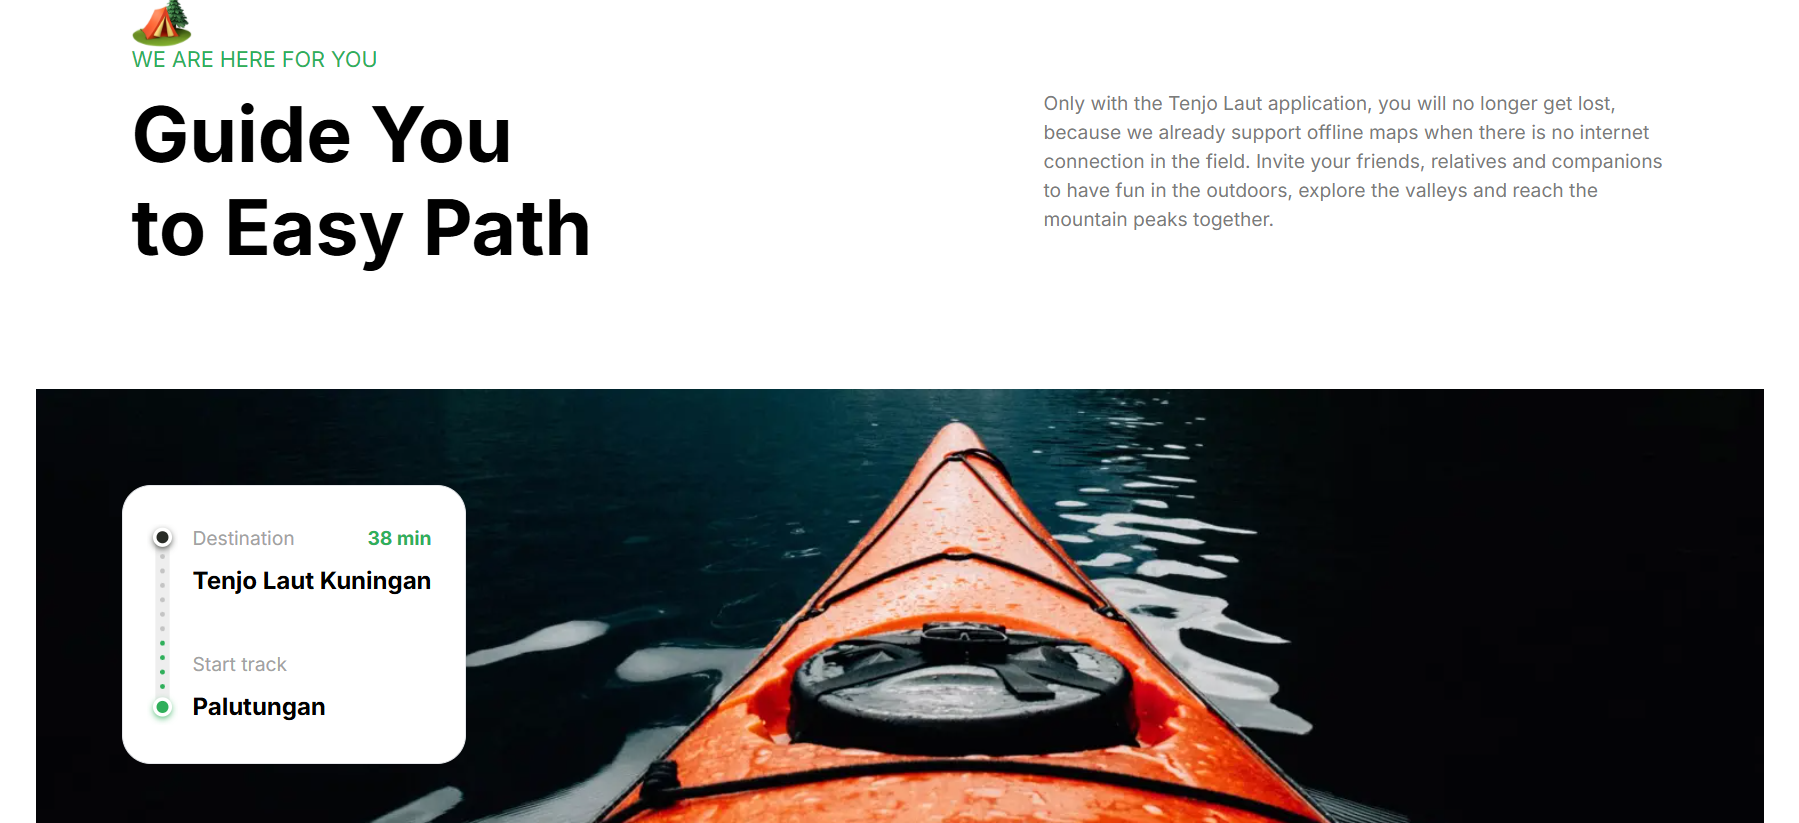 WE ARE HERE FOR YOU
Guide You
to Easy Path
Only with the Tenjo Laut application, you will no longer get lost,
because we already support offline maps when there is no internet
connection in the field. Invite your friends, relatives and companions
to have fun in the outdoors, explore the valleys and reach the
mountain peaks together.
Destination 38 min
Tenjo Laut Kuningan
Start track
Palutungan